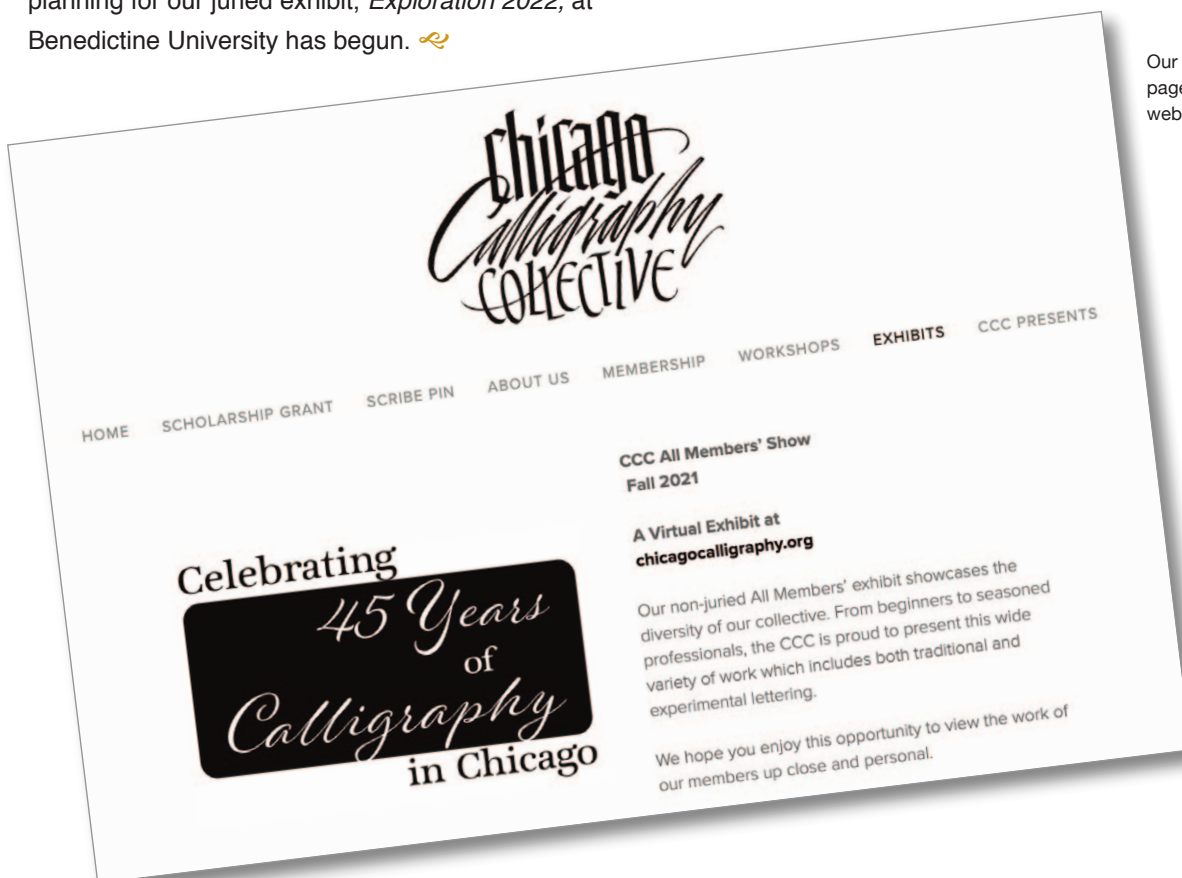 planning for our juried exhibit, Exploration 2022, at
Benedictine University has begun.
Our
page
web
chicago
Calligraphy
COLLECTIVE
HOME SCHOLARSHIP GRANT SCRIBE PIN ABOUT US MEMBERSHIP WORKSHOPS EXHIBITS CCC PRESENTS
Celebrating
45 Years
of
Calligraphy
in Chicago
CCC All Members’ Show
Fall 2021
A Virtual Exhibit at
chicagocalligraphy.org
Our non-juried All Members’ exhibit showcases the
diversity of our collective. From beginners to seasoned
professionals, the CCC is proud to present this wide
variety of work which includes both traditional and
experimental lettering.
We hope you enjoy this opportunity to view the work of
our members up close and personal.